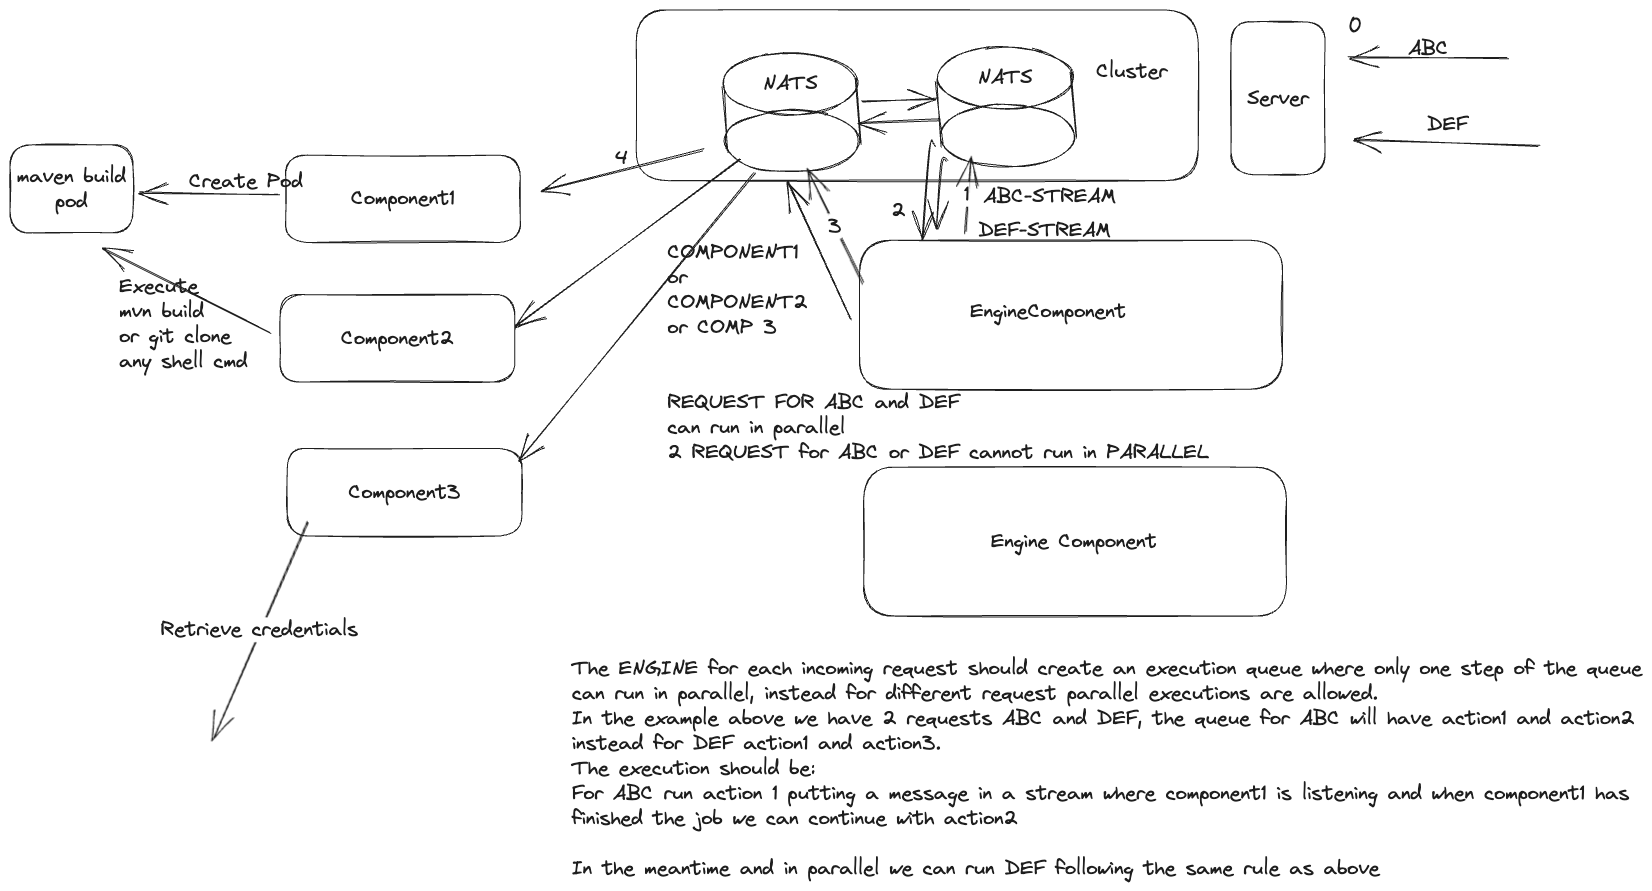 0
ABC
DEF
Server
Cluster
NATS
NATS
4
maven build
pod
Create Pod
Component1
2
1
ABC-STREAM
DEF-STREAM
3
COMPONENT1
or
COMPONENT2
or COMP 3
EngineComponent
Execute
mvn build
or git clone
any shell cmd
Component2
REQUEST FOR ABC and DEF
can run in parallel
2 REQUEST for ABC or DEF cannot run in PARALLEL
Component3
Engine Component
Retrieve credentials
The ENGINE for each incoming request should create an execution queue where only one step of the queue
can run in parallel, instead for different request parallel executions are allowed.
In the example above we have 2 requests ABC and DEF, the queue for ABC will have action1 and action2
instead for DEF action1 and action3.
The execution should be:
For ABC run action 1 putting a message in a stream where component1 is listening and when component1 has
finished the job we can continue with action2
In the meantime and in parallel we can run DEF following the same rule as above